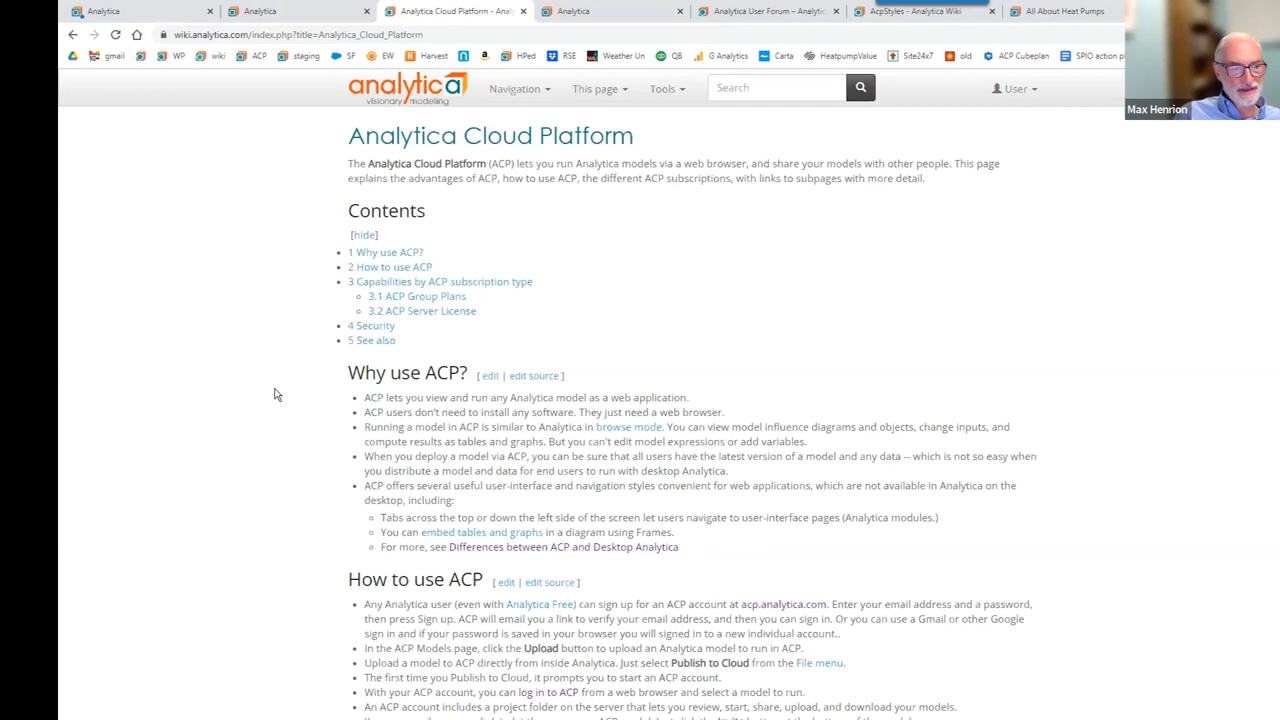 Analytica
Analytica
Analytica Cloud Platform - Anal
Analytica
Analytica User Forum – Analytic
AcpStyles - Analytica Wiki
All About Heat Pumps
wiki.analytica.com/index.php?title=Analytica_Cloud_Platform
gmail
WP
wiki
ACP
staging
SF
EW
Harvest
HPed
RSE
Weather Un
QB
G Analytics
Carta
HeatpumpValue
Site24x7
old
ACP Cubeplan
SPIO action p
analytica
visionary modelling
Navigation
This page
Tools
Search
User
Max Henrion
Analytica Cloud Platform
The Analytica Cloud Platform (ACP) lets you run Analytica models via a web browser, and share your models with other people. This page
explains the advantages of ACP, how to use ACP, the different ACP subscriptions, with links to subpages with more detail.
Contents
[hide]
1 Why use ACP?
2 How to use ACP
3 Capabilities by ACP subscription type
3.1 ACP Group Plans
3.2 ACP Server License
4 Security
5 See also
Why use ACP? [ edit | edit source ]
ACP lets you view and run any Analytica model as a web application.
ACP users don't need to install any software. They just need a web browser.
Running a model in ACP is similar to Analytica in browse mode. You can view model influence diagrams and objects, change inputs, and
compute results as tables and graphs. But you can't edit model expressions or add variables.
When you deploy a model via ACP, you can be sure that all users have the latest version of a model and any data -- which is not so easy when
you distribute a model and data for end users to run with desktop Analytica.
ACP offers several useful user-interface and navigation styles convenient for web applications, which are not available in Analytica on the
desktop, including:
Tabs across the top or down the left side of the screen let users navigate to user-interface pages (Analytica modules.)
You can embed tables and graphs in a diagram using Frames.
For more, see Differences between ACP and Desktop Analytica
How to use ACP [ edit | edit source ]
Any Analytica user (even with Analytica Free) can sign up for an ACP account at acp.analytica.com. Enter your email address and a password,
then press Sign up. ACP will email you a link to verify your email address, and then you can sign in. Or you can use a Gmail or other Google
sign in and if your password is saved in your browser you will signed in to a new individual account..
In the ACP Models page, click the Upload button to upload an Analytica model to run in ACP.
Upload a model to ACP directly from inside Analytica. Just select Publish to Cloud from the File menu.
The first time you Publish to Cloud, it prompts you to start an ACP account.
With your ACP account, you can log in to ACP from a web browser and select a model to run.
An ACP account includes a project folder on the server that lets you review, start, share, upload, and download your models.